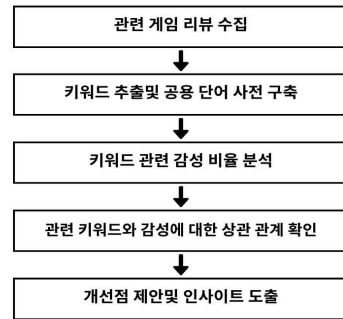 관련 게임 리뷰 수집
키워드 추출및 공용 단어 사전 구축
키워드 관련 감성 비율 분석
관련 키워드와 감성에 대한 상관 관계 확인
개선점 제안및 인사이트 도출